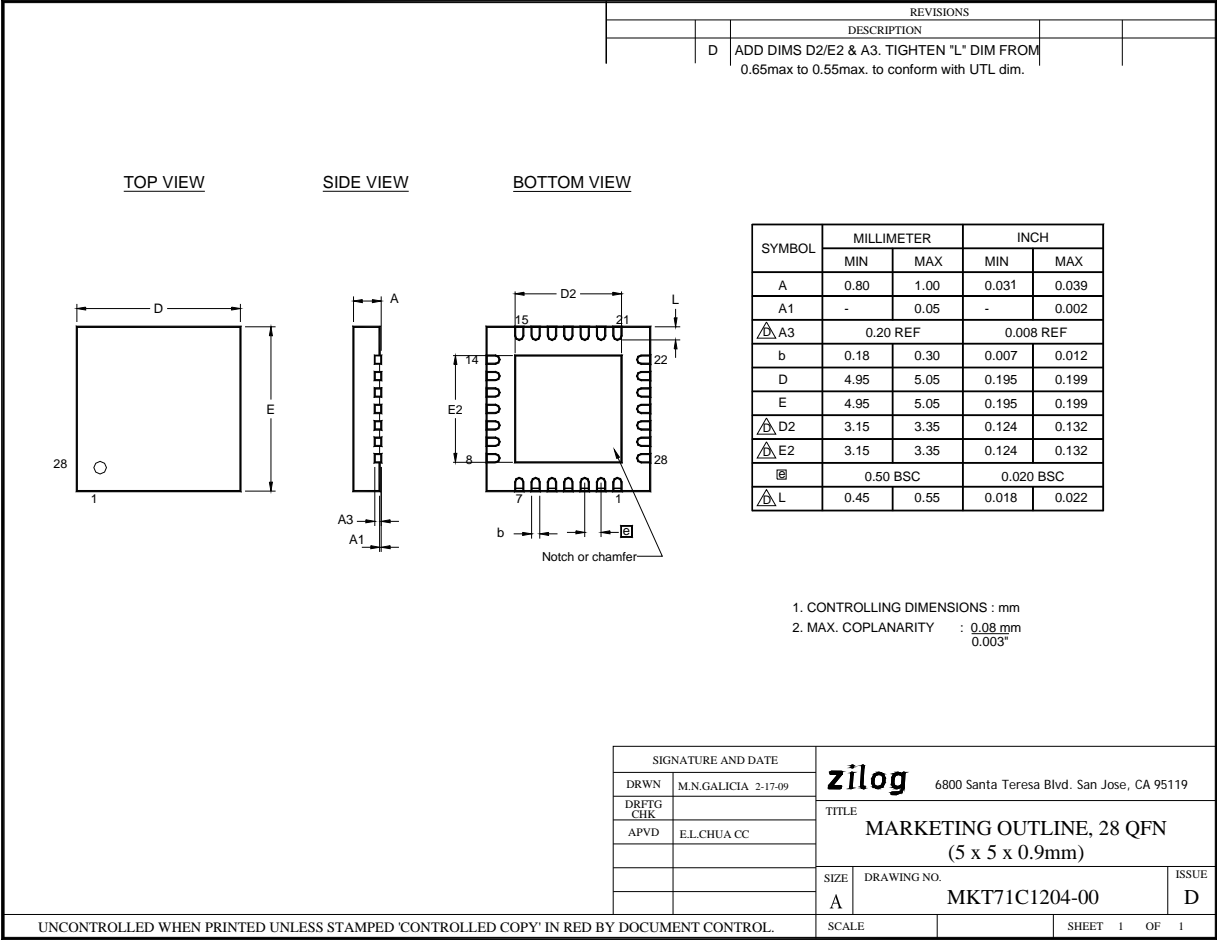 REVISIONS
DESCRIPTION
D ADD DIMS D2/E2 & A3. TIGHTEN "L" DIM FROM
0.65max to 0.55max. to conform with UTL dim.
TOP VIEW SIDE VIEW BOTTOM VIEW
SYMBOL MILLIMETER INCH
MIN MAX MIN MAX
A 0.80 1.00 0.031 0.039
A1 - 0.05 - 0.002
D A3 0.20 REF 0.008 REF
b 0.18 0.30 0.007 0.012
D 4.95 5.05 0.195 0.199
E 4.95 5.05 0.195 0.199
D D2 3.15 3.35 0.124 0.132
D E2 3.15 3.35 0.124 0.132
e 0.50 BSC 0.020 BSC
D L 0.45 0.55 0.018 0.022
D
E
28
1
A
A3
A1
D2
L
15 21
14 22
E2
8 28
7 1
b e
Notch or chamfer
1. CONTROLLING DIMENSIONS : mm
2. MAX. COPLANARITY : 0.08 mm
0.003"
SIGNATURE AND DATE
DRWN M.N.GALICIA 2-17-09
DRFTG
CHK
APVD E.L.CHUA CC
zilog 6800 Santa Teresa Blvd. San Jose, CA 95119
TITLE
MARKETING OUTLINE, 28 QFN
(5 x 5 x 0.9mm)
SIZE DRAWING NO. ISSUE
A MKT71C1204-00 D
UNCONTROLLED WHEN PRINTED UNLESS STAMPED 'CONTROLLED COPY' IN RED BY DOCUMENT CONTROL.
SCALE SHEET 1 OF 1